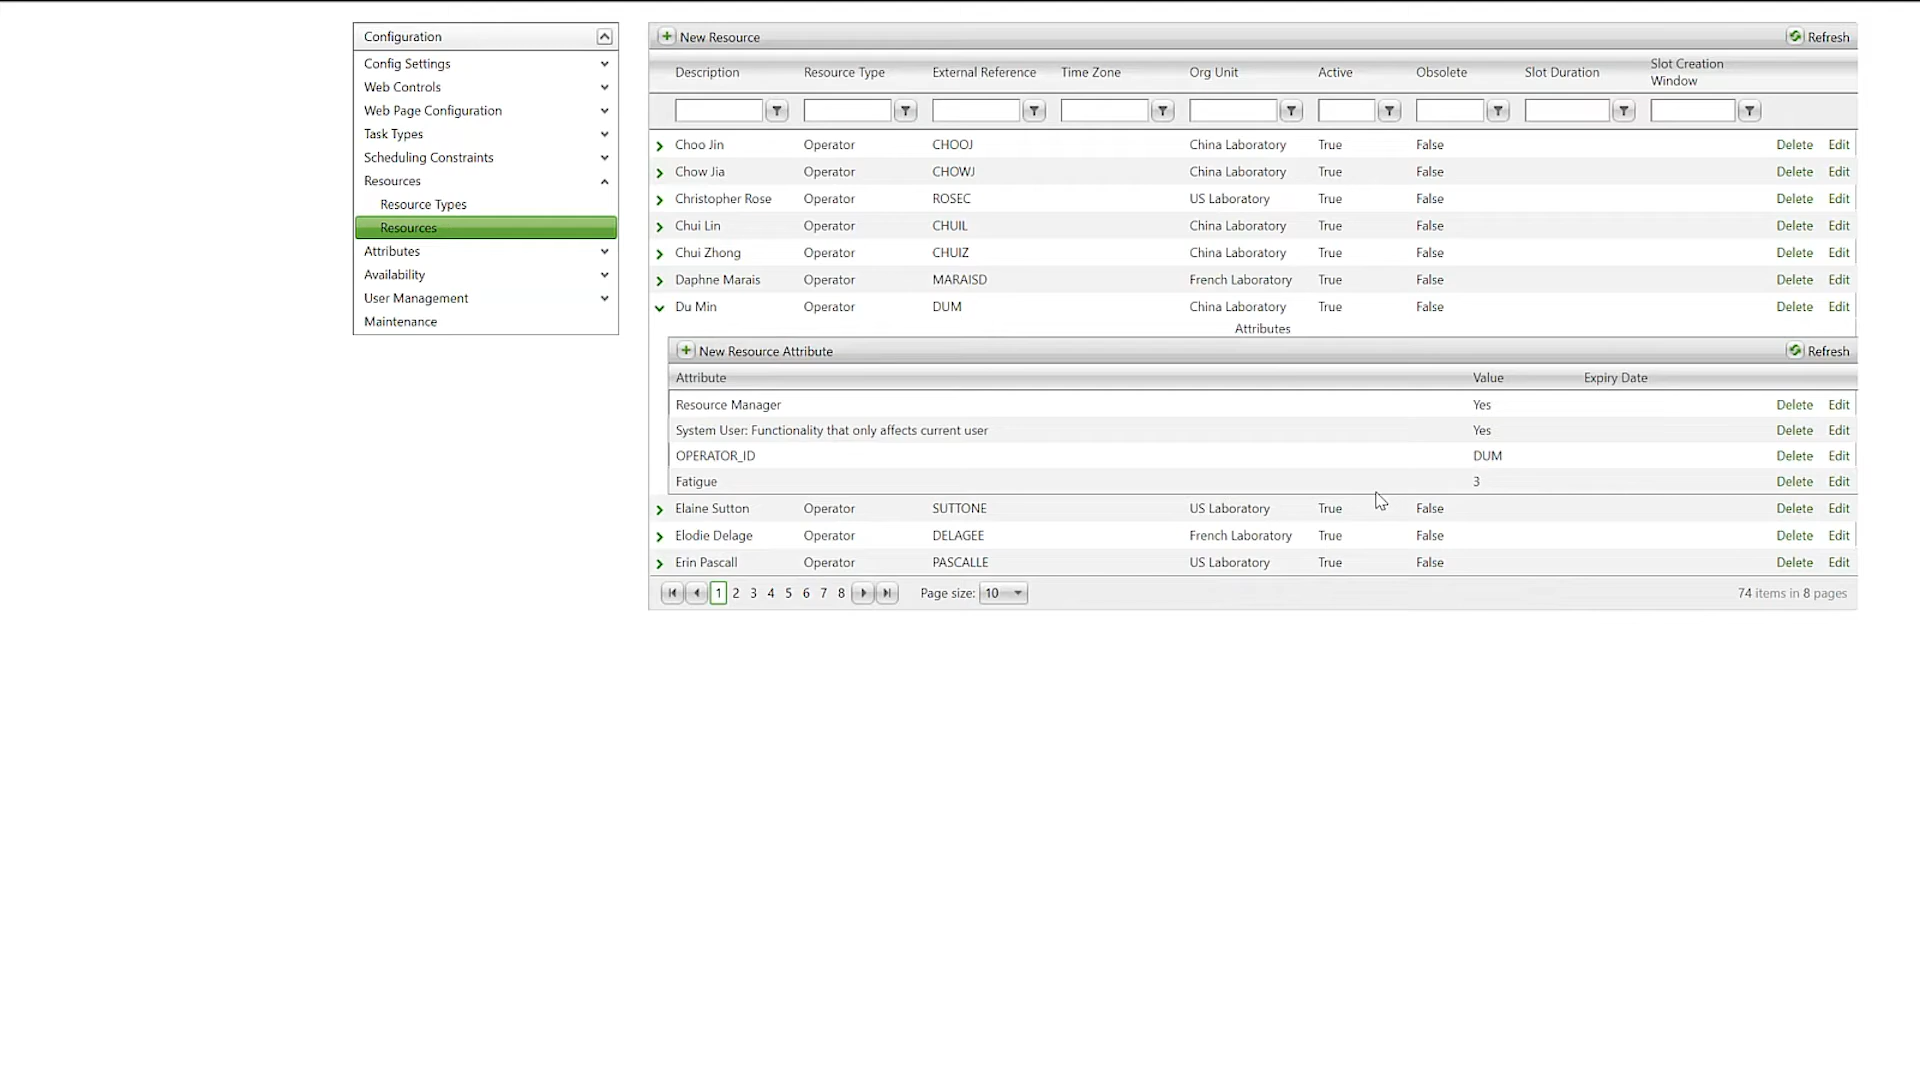 Configuration
Config Settings
Web Controls
Web Page Configuration
Task Types
Scheduling Constraints
Resources
Resource Types
Resources
Attributes
Availability
User Management
Maintenance
New Resource Refresh
Description Resource Type External Reference Time Zone Org Unit Active Obsolete Slot Duration Slot Creation Window
Choo Jin Operator CHOOJ China Laboratory True False Delete Edit
Chow Jia Operator CHOWJ China Laboratory True False Delete Edit
Christopher Rose Operator ROSEC US Laboratory True False Delete Edit
Chui Lin Operator CHUIL China Laboratory True False Delete Edit
Chui Zhong Operator CHUIZ China Laboratory True False Delete Edit
Daphne Marais Operator MARAISD French Laboratory True False Delete Edit
Du Min Operator DUM China Laboratory True False Delete Edit
Attributes
New Resource Attribute Refresh
Attribute Value Expiry Date
Resource Manager Yes Delete Edit
System User: Functionality that only affects current user Yes Delete Edit
OPERATOR_ID DUM Delete Edit
Fatigue 3 Delete Edit
Elaine Sutton Operator SUTTONE US Laboratory True False Delete Edit
Elodie Delage Operator DELAGEE French Laboratory True False Delete Edit
Erin Pascall Operator PASCALLE US Laboratory True False Delete Edit
1 2 3 4 5 6 7 8 Page size: 10 74 items in 8 pages